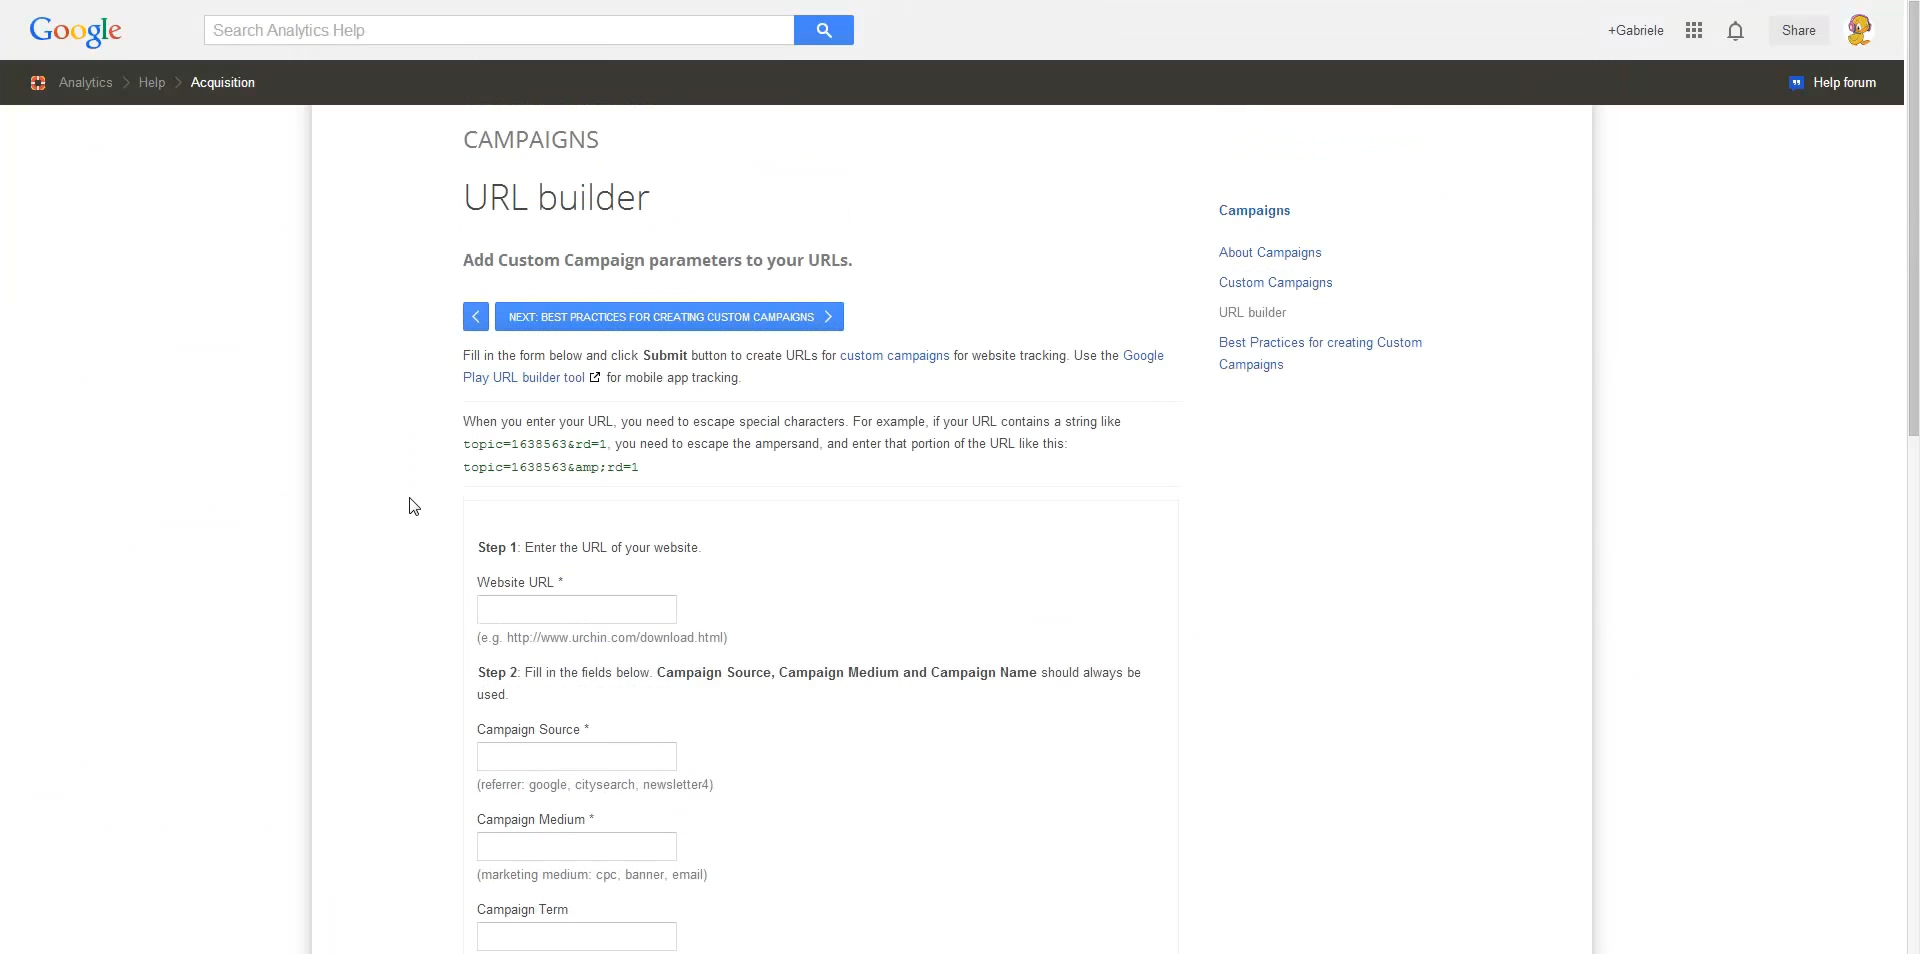 Google
Search Analytics Help
+Gabriele
Share
Analytics
Help
Acquisition
Help forum
CAMPAIGNS
URL builder
Add Custom Campaign parameters to your URLs.
NEXT: BEST PRACTICES FOR CREATING CUSTOM CAMPAIGNS
Fill in the form below and click Submit button to create URLs for custom campaigns for website tracking. Use the Google
Play URL builder tool for mobile app tracking.
When you enter your URL, you need to escape special characters. For example, if your URL contains a string like
topic=1638563&rd=1, you need to escape the ampersand, and enter that portion of the URL like this:
topic=1638563&amp;rd=1
Step 1: Enter the URL of your website.
Website URL *
(e.g. http://www.urchin.com/download.html)
Step 2: Fill in the fields below. Campaign Source, Campaign Medium and Campaign Name should always be
used.
Campaign Source *
(referrer: google, citysearch, newsletter4)
Campaign Medium *
(marketing medium: cpc, banner, email)
Campaign Term
Campaigns
About Campaigns
Custom Campaigns
URL builder
Best Practices for creating Custom
Campaigns